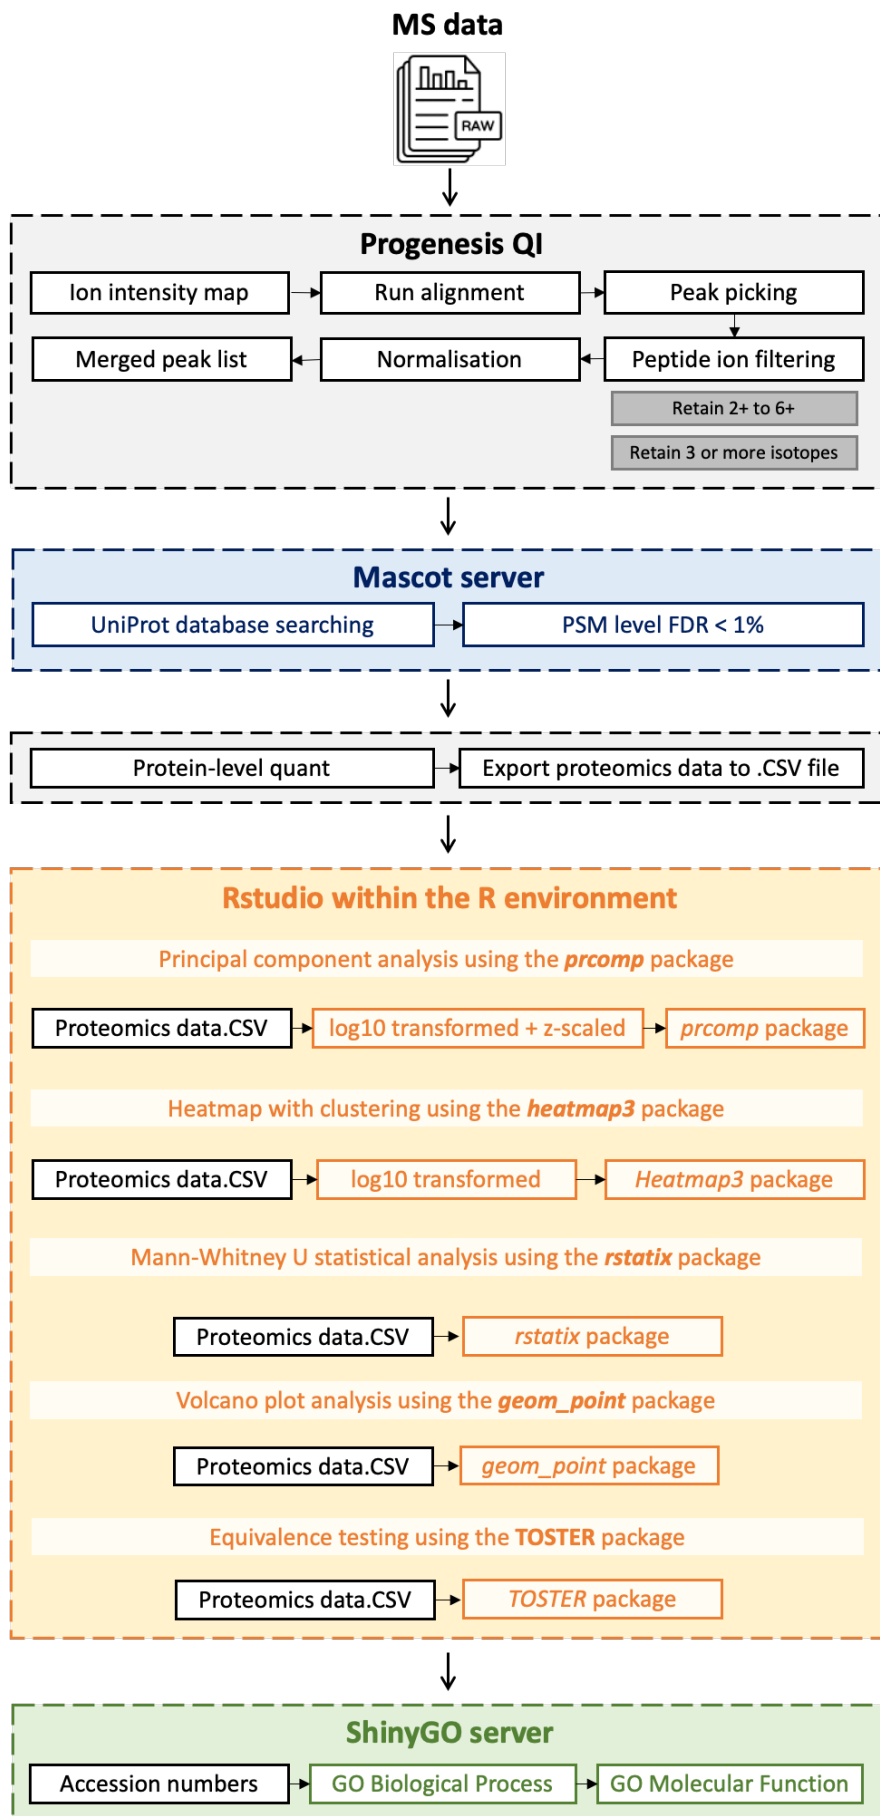 MS data
RAW
Progenesis QI
Ion intensity map
Run alignment
Peak picking
Merged peak list
Normalisation
Peptide ion filtering
Retain 2+ to 6+
Retain 3 or more isotopes
Mascot server
UniProt database searching
PSM level FDR < 1%
Protein-level quant
Export proteomics data to .CSV file
Rstudio within the R environment
Principal component analysis using the prcomp package
Proteomics data.CSV
log10 transformed + z-scaled
prcomp package
Heatmap with clustering using the heatmap3 package
Proteomics data.CSV
log10 transformed
Heatmap3 package
Mann-Whitney U statistical analysis using the rstatix package
Proteomics data.CSV
rstatix package
Volcano plot analysis using the geom_point package
Proteomics data.CSV
geom_point package
Equivalence testing using the TOSTER package
Proteomics data.CSV
TOSTER package
ShinyGO server
Accession numbers
GO Biological Process
GO Molecular Function